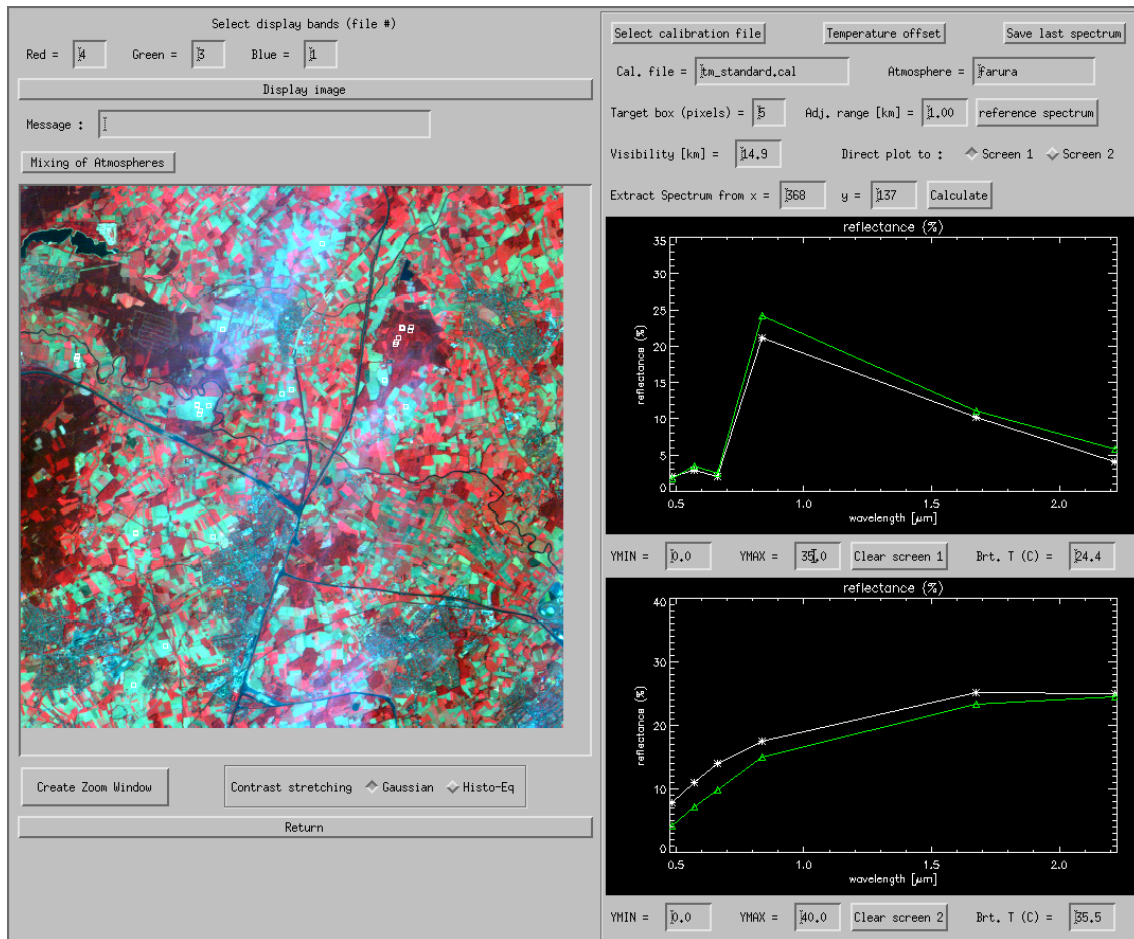 Select display bands (file #)
Red = 4 Green = 3 Blue = 1
Display image
Message :
Mixing of Atmospheres
Create Zoom Window
Contrast stretching Gaussian Histo-Eq
Return
Select calibration file Temperature offset Save last spectrum
Cal. file = tm_standard.cal Atmosphere = farura
Target box (pixels) = 5 Adj. range [km] = 1.00 reference spectrum
Visibility [km] = 14.9 Direct plot to : Screen 1 Screen 2
Extract Spectrum from x = 368 y = 137 Calculate
reflectance (%)
35
30
25
20
15
10
5
0
reflectance (%)
0.5 1.0 1.5 2.0
wavelength [µm]
YMIN = 0.0 YMAX = 35.0 Clear screen 1 Brt. T (C) = 24.4
reflectance (%)
40
30
20
10
0
reflectance (%)
0.5 1.0 1.5 2.0
wavelength [µm]
YMIN = 0.0 YMAX = 40.0 Clear screen 2 Brt. T (C) = 35.5